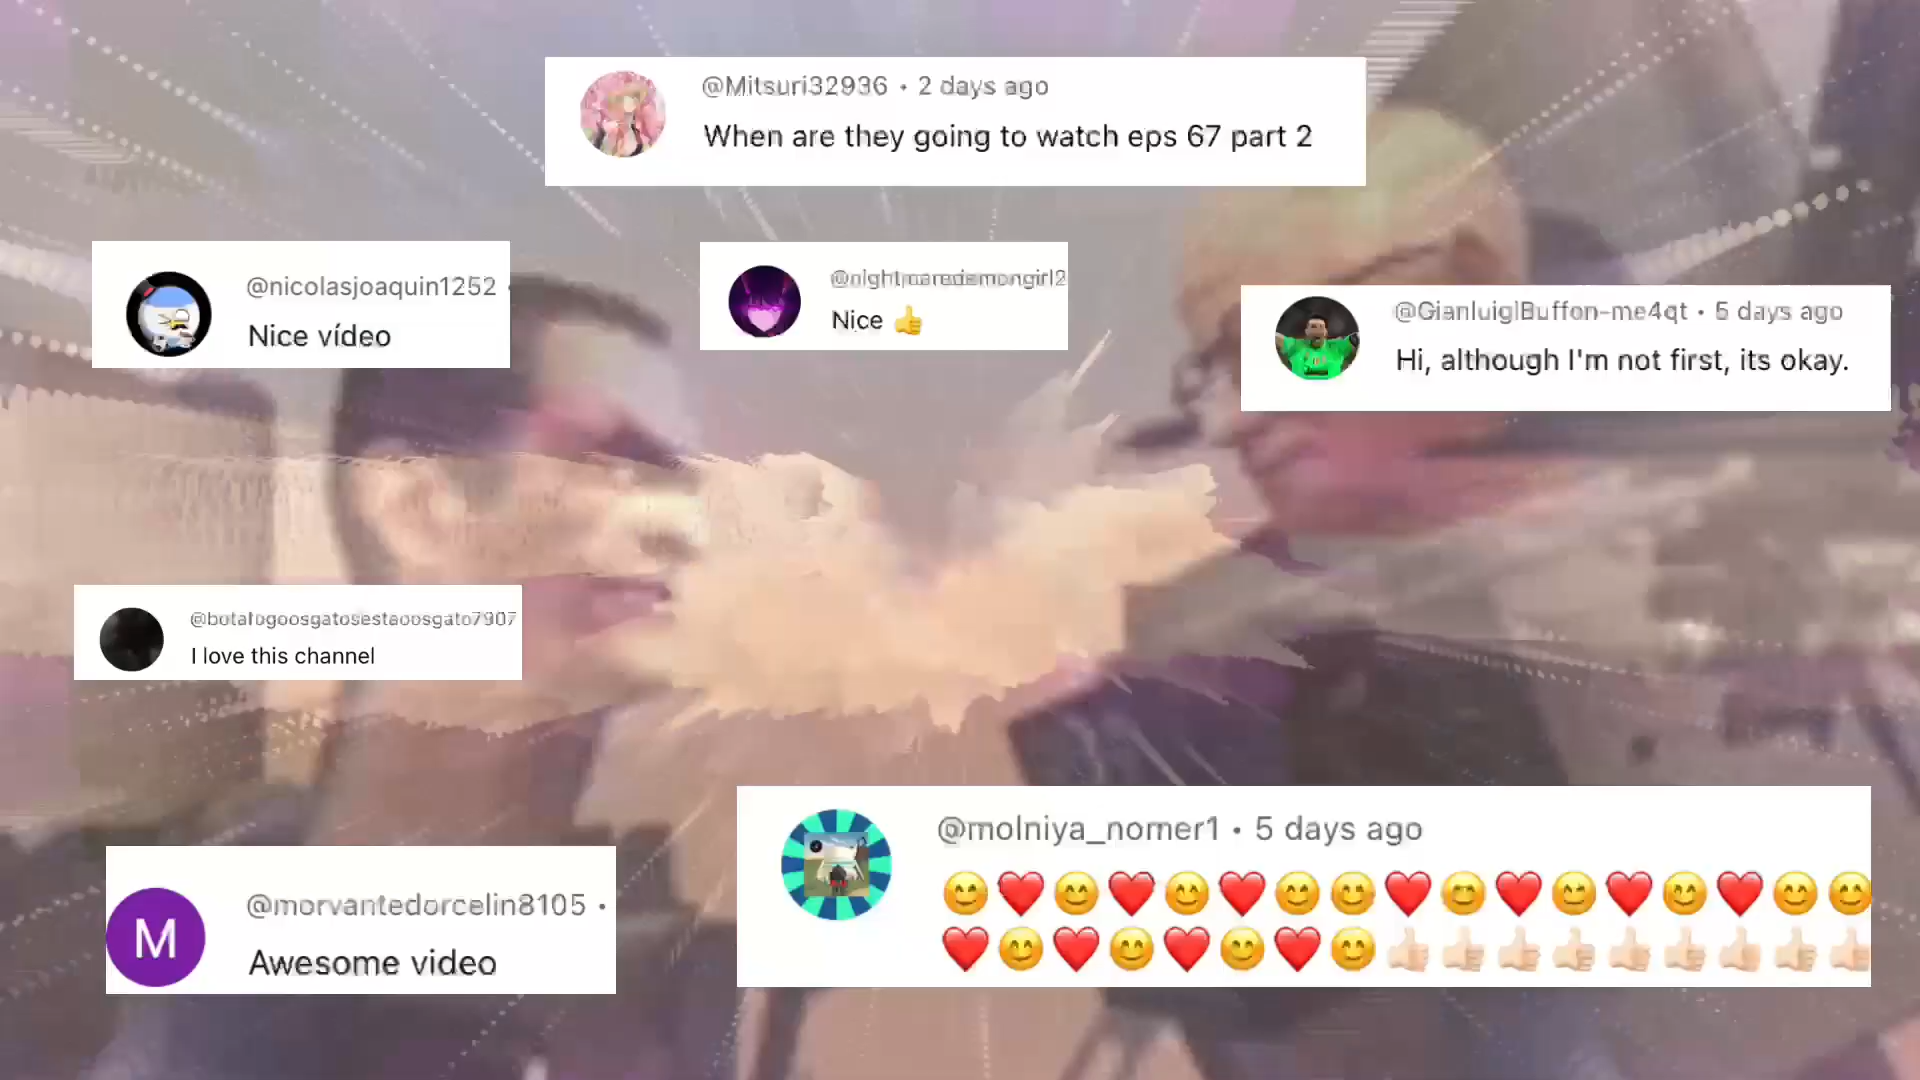 @Mitsuri32936 • 2 days ago
When are they going to watch eps 67 part 2
@nicolasjoaquin1252
Nice vídeo
@nightmaredemongirl2
Nice 👍
@GianluigiBuffon-me4qt • 5 days ago
Hi, although I'm not first, its okay.
@botafogoosgatosestaoosgato7907
I love this channel
@morvantedorcelin8105 •
Awesome video
M
@molniya_nomer1 • 5 days ago
😊❤️😊❤️😊❤️😊😊❤️😊❤️😊❤️😊❤️😊😊
❤️😊❤️😊❤️😊❤️😊👍🏻👍🏻👍🏻👍🏻👍🏻👍🏻👍🏻👍🏻👍🏻